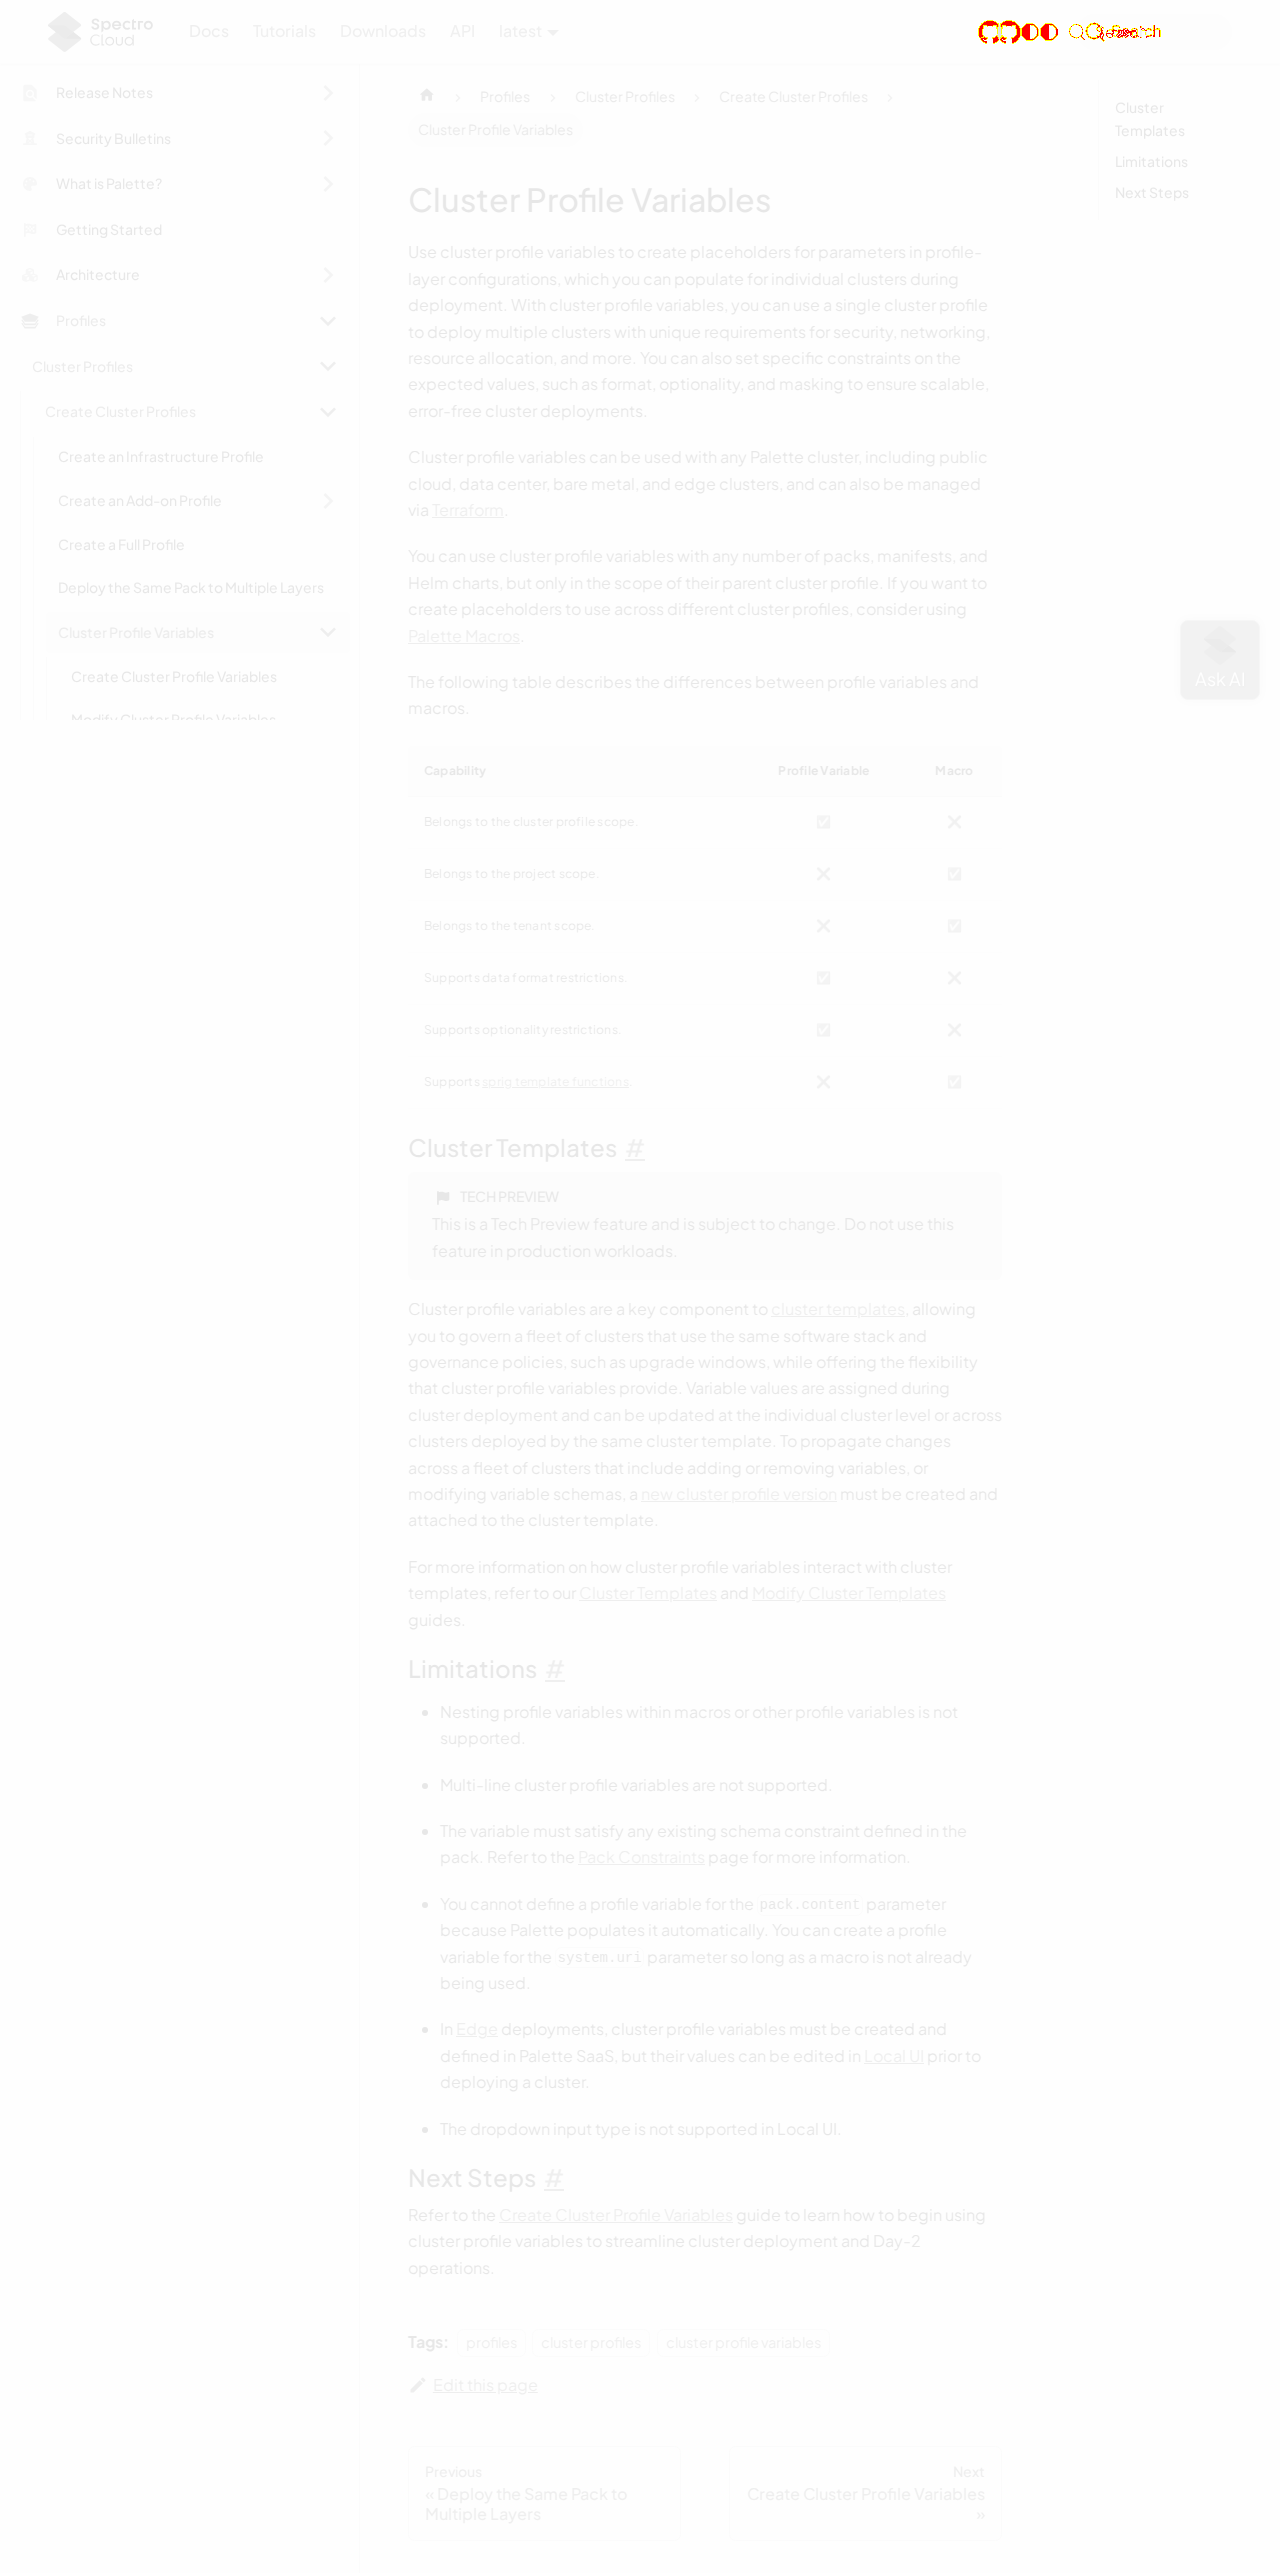 Spectro Cloud
Docs Tutorials Downloads API latest
Release Notes
Security Bulletins
What is Palette?
Getting Started
Architecture
Profiles
Cluster Profiles
Create Cluster Profiles
Create an Infrastructure Profile
Create an Add-on Profile
Create a Full Profile
Deploy the Same Pack to Multiple Layers
Cluster Profile Variables
Create Cluster Profile Variables
Modify Cluster Profile Variables
Profiles Cluster Profiles Create Cluster Profiles
Cluster Profile Variables
Cluster Profile Variables
Use cluster profile variables to create placeholders for parameters in profile-
layer configurations, which you can populate for individual clusters during
deployment. With cluster profile variables, you can use a single cluster profile
to deploy multiple clusters with unique requirements for security, networking,
resource allocation, and more. You can also set specific constraints on the
expected values, such as format, optionality, and masking to ensure scalable,
error-free cluster deployments.
Cluster profile variables can be used with any Palette cluster, including public
cloud, data center, bare metal, and edge clusters, and can also be managed
via Terraform.
You can use cluster profile variables with any number of packs, manifests, and
Helm charts, but only in the scope of their parent cluster profile. If you want to
create placeholders to use across different cluster profiles, consider using
Palette Macros.
The following table describes the differences between profile variables and
macros.
Capability Profile Variable Macro
Belongs to the cluster profile scope. ✅ ❌
Belongs to the project scope. ❌ ✅
Belongs to the tenant scope. ❌ ✅
Supports data format restrictions. ✅ ❌
Supports optionality restrictions. ✅ ❌
Supports sprig template functions. ❌ ✅
Cluster Templates #
TECH PREVIEW
This is a Tech Preview feature and is subject to change. Do not use this
feature in production workloads.
Cluster profile variables are a key component to cluster templates, allowing
you to govern a fleet of clusters that use the same software stack and
governance policies, such as upgrade windows, while offering the flexibility
that cluster profile variables provide. Variable values are assigned during
cluster deployment and can be updated at the individual cluster level or across
clusters deployed by the same cluster template. To propagate changes
across a fleet of clusters that include adding or removing variables, or
modifying variable schemas, a new cluster profile version must be created and
attached to the cluster template.
For more information on how cluster profile variables interact with cluster
templates, refer to our Cluster Templates and Modify Cluster Templates
guides.
Limitations #
• Nesting profile variables within macros or other profile variables is not
supported.
• Multi-line cluster profile variables are not supported.
• The variable must satisfy any existing schema constraint defined in the
pack. Refer to the Pack Constraints page for more information.
• You cannot define a profile variable for the pack.content parameter
because Palette populates it automatically. You can create a profile
variable for the system.uri parameter so long as a macro is not already
being used.
• In Edge deployments, cluster profile variables must be created and
defined in Palette SaaS, but their values can be edited in Local UI prior to
deploying a cluster.
• The dropdown input type is not supported in Local UI.
Next Steps #
Refer to the Create Cluster Profile Variables guide to learn how to begin using
cluster profile variables to streamline cluster deployment and Day-2
operations.
Tags: profiles cluster profiles cluster profile variables
Edit this page
Previous
« Deploy the Same Pack to
Multiple Layers
Next
Create Cluster Profile Variables
»
Cluster
Templates
Limitations
Next Steps
Ask AI